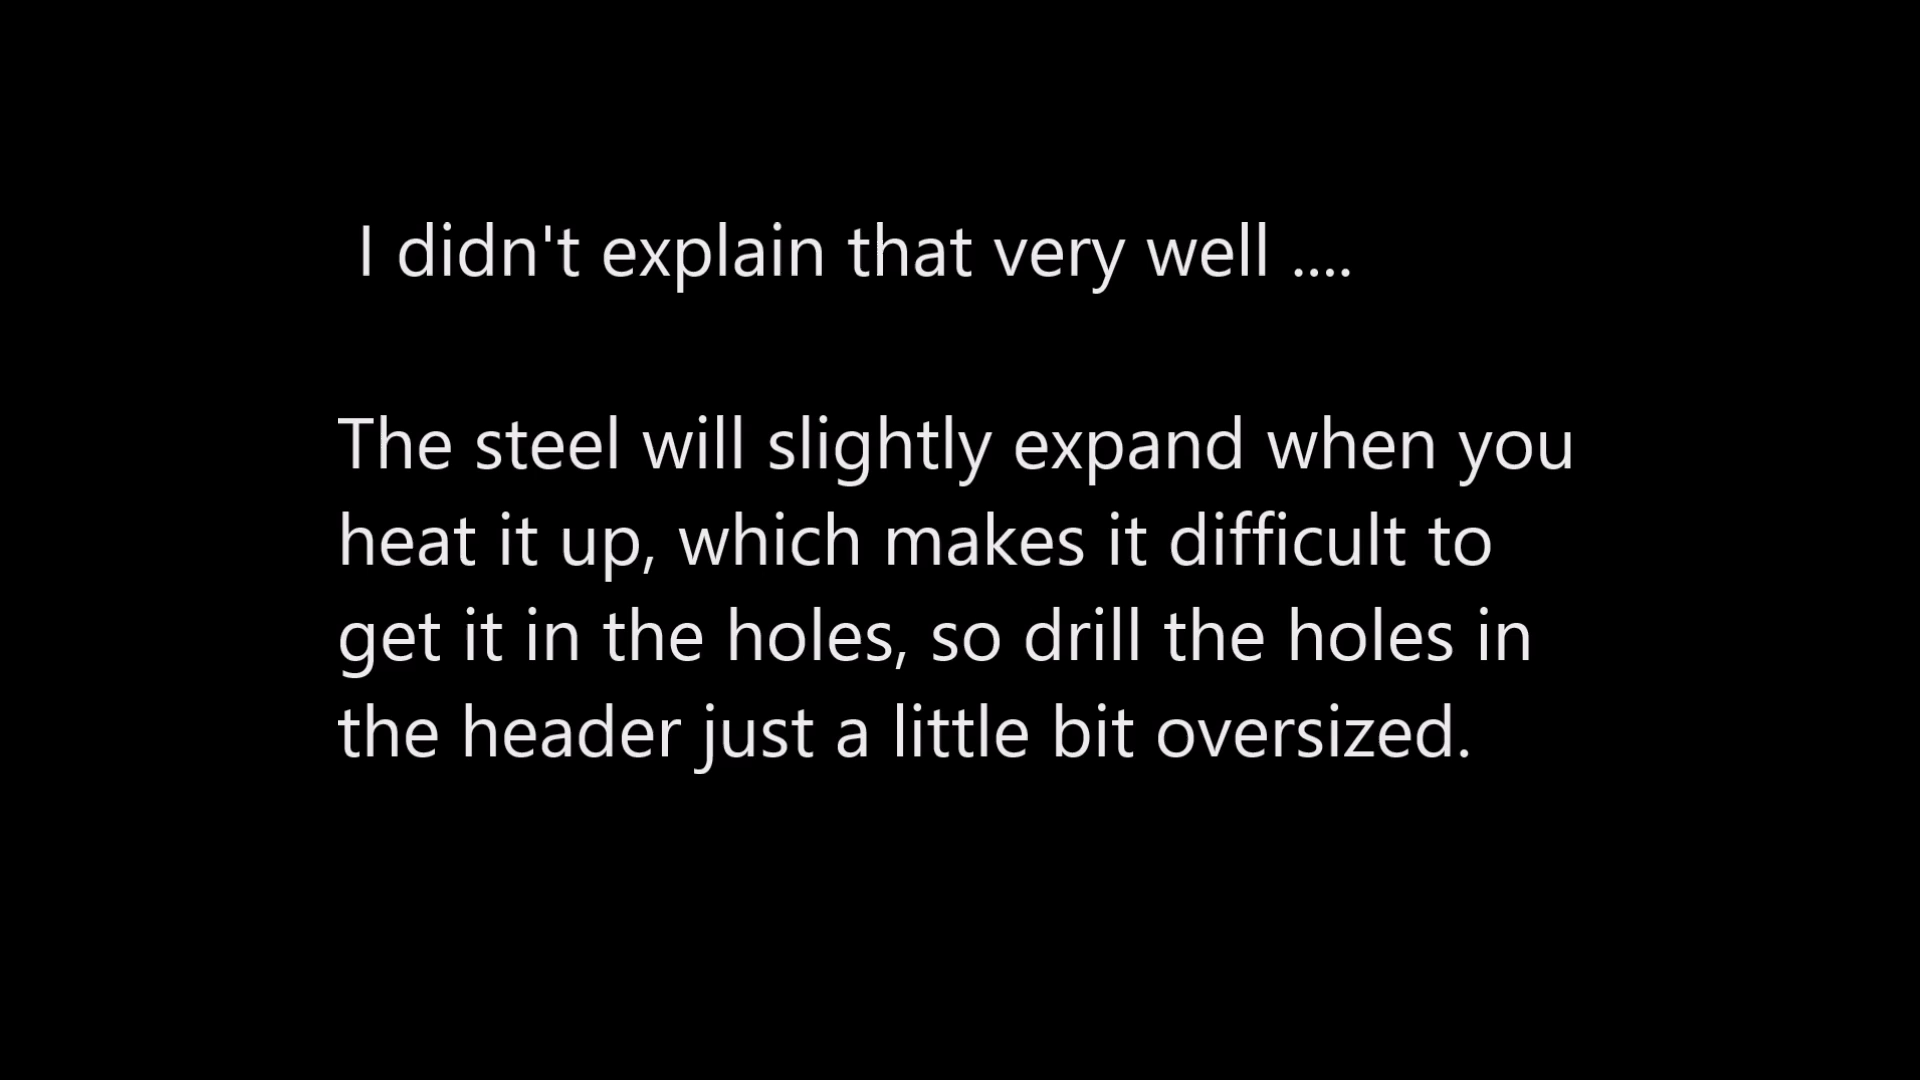 I didn't explain that very well ....
The steel will slightly expand when you
heat it up, which makes it difficult to
get it in the holes, so drill the holes in
the header just a little bit oversized.